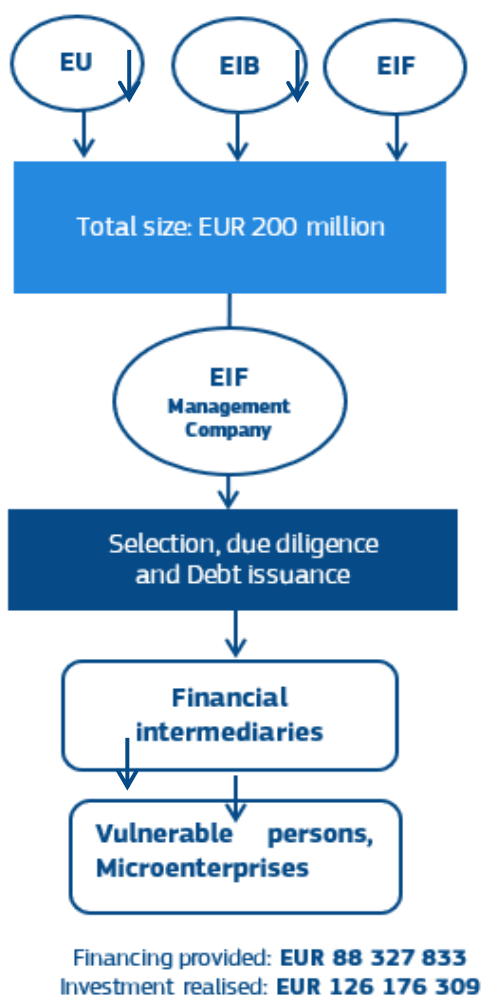 EU
EIB
EIF
Total size: EUR 200 million
EIF
Management
Company
Selection, due diligence
and Debt issuance
Financial
intermediaries
Vulnerable persons,
Microenterprises
Financing provided: EUR 88 327 833
Investment realised: EUR 126 176 309